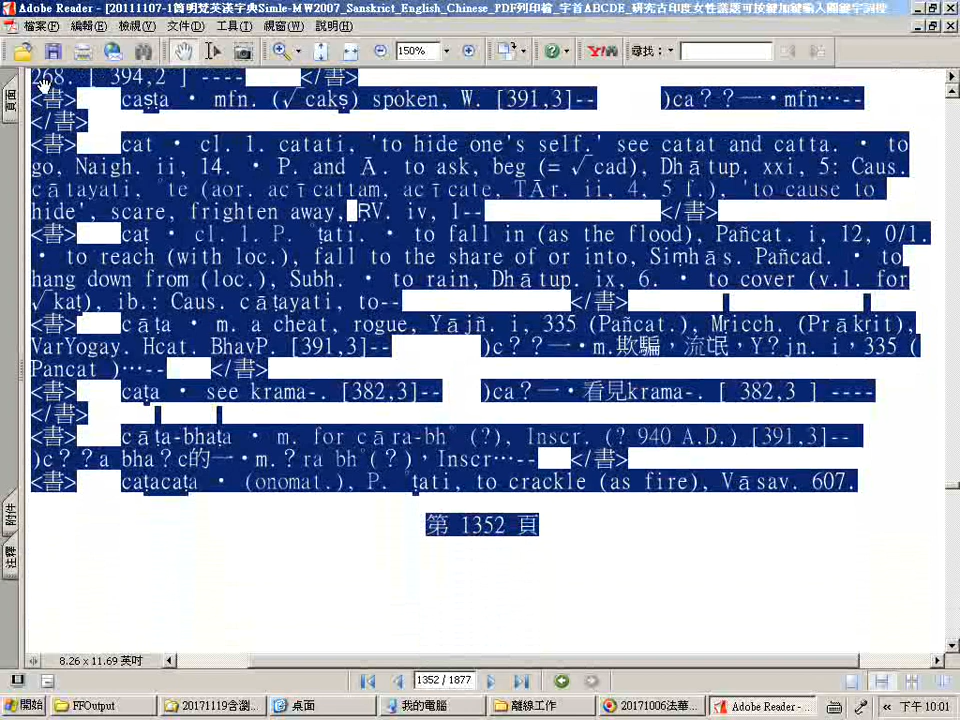 Adobe Reader - [20111107-1簡明梵英漢字典Simle-MW2007_Sanskrict_English_Chinese_PDF列印檔_字首ABCDE_研究古印度女性議題可按鍵鍵輸入關鍵字詞搜
檔案(F) 編輯(E) 檢視(V) 文件(D) 工具(T) 視窗(W) 說明(H)
150% Y! 尋找：
頁面
268. [ 394,2 ] ---- </書>
<書> caṣṭa ‧ mfn. (√cakṣ) spoken, W. [391,3]-- )ca？？一‧mfn…--
</書>
<書> cat ‧ cl. 1. catati, 'to hide one's self.' see catat and catta. ‧ to
go, Naigh. ii, 14. ‧ P. and Ā. to ask, beg (= √cad), Dhātup. xxi, 5: Caus.
cātayati, °te (aor. acīcattam, acīcate, TĀr. ii, 4, 5 f.), 'to cause to
hide', scare, frighten away, ṚV. iv, 1-- </書>
<書> caṭ ‧ cl. 1. P. °ṭati. ‧ to fall in (as the flood), Pañcat. i, 12, 0/1.
‧ to reach (with loc.), fall to the share of or into, Siṃhās. Pañcad. ‧ to
hang down from (loc.), Subh. ‧ to rain, Dhātup. ix, 6. ‧ to cover (v.l. for
√kaṭ), ib.: Caus. cāṭayati, to-- </書>
<書> cāṭa ‧ m. a cheat, rogue, Yājñ. i, 335 (Pañcat.), Mricch. (Prākrit),
VarYogay. Hcat. BhavP. [391,3]-- )c？？一‧m.欺騙，流氓，Y？jn. i，335 (
Pancat )…-- </書>
<書> caṭa ‧ see krama-. [382,3]-- )ca？一‧看見krama-. [ 382,3 ] ----
</書>
<書> cāṭa-bhaṭa ‧ m. for cāra-bh° (?), Inscr. (? 940 A.D.) [391.3]--
)c？？a bha？c的一‧m.？ra bh°(？)，Inscr…-- </書>
<書> caṭacaṭa ‧ (onomat.), P. °ṭati, to crackle (as fire), Vāsav. 607.
附件
第 1352 頁
注釋
8.26 x 11.69 英吋
1352 / 1877
開始 FFOutput 20171119含瀏... 桌面 我的電腦 離線工作 20171006法華... Adobe Reader - ... 下午 10:01